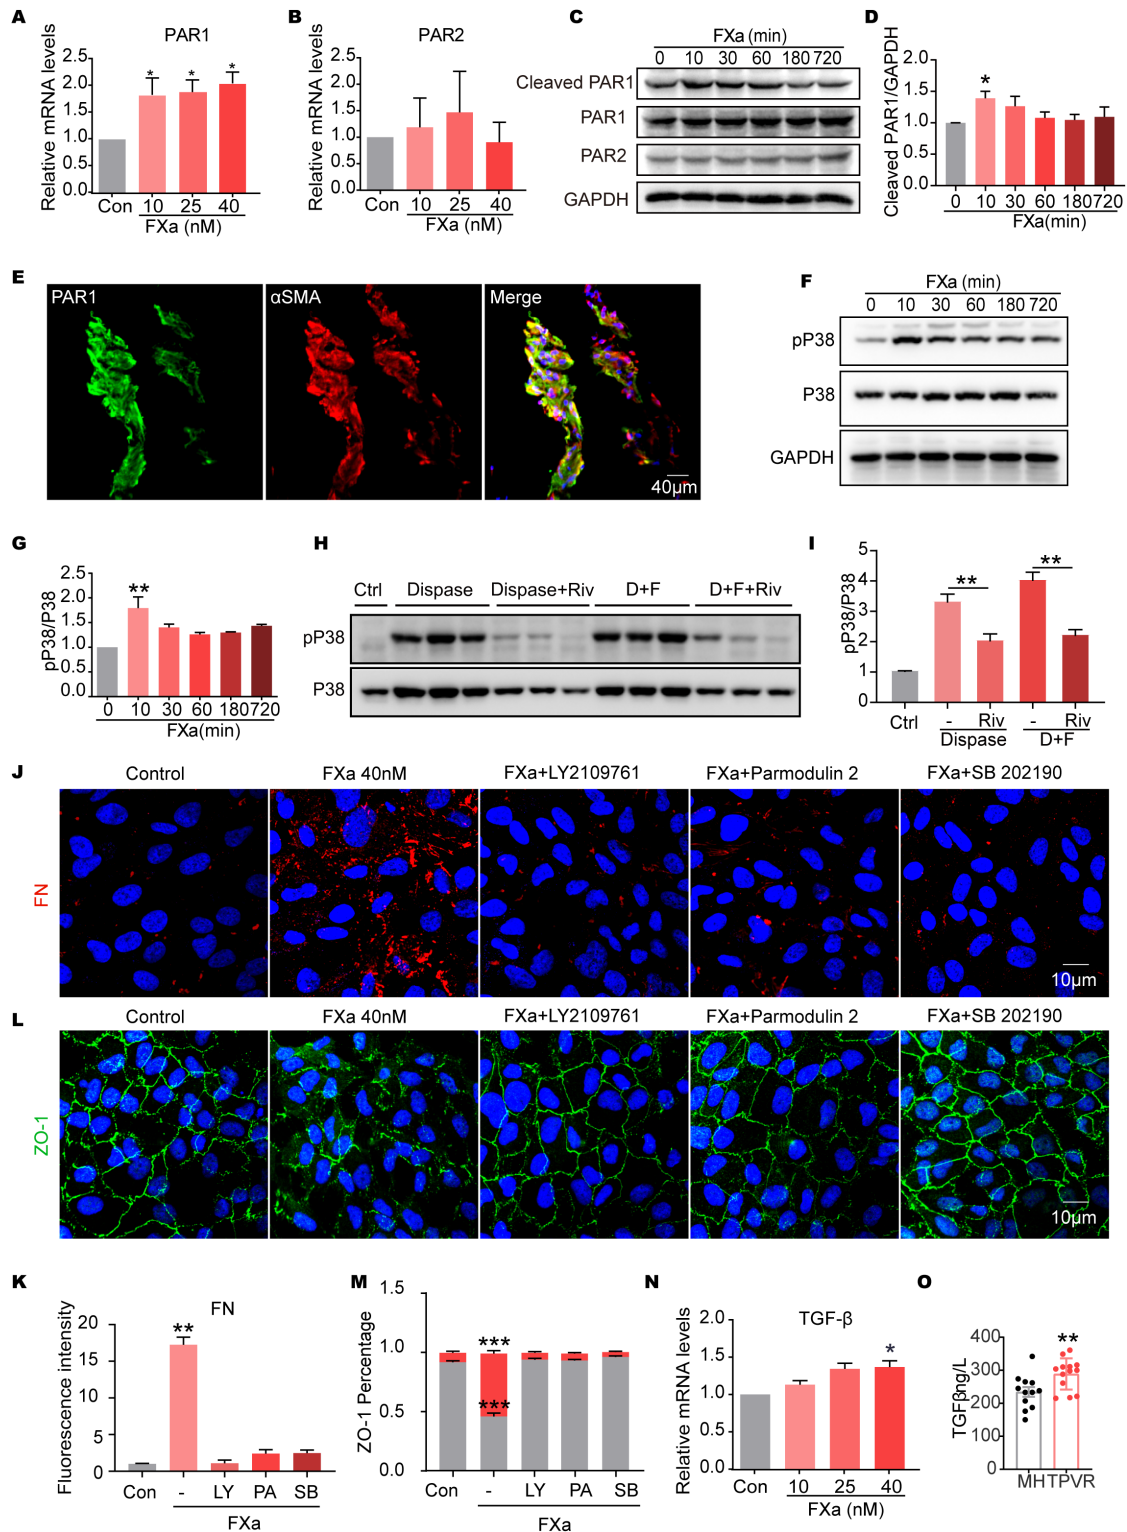 A
PAR1
Relative mRNA levels
2.5
2.0
1.5
1.0
0.5
0.0
* * *
Con 10 25 40
FXa (nM)
B
PAR2
Relative mRNA levels
2.5
2.0
1.5
1.0
0.5
0.0
Con 10 25 40
FXa (nM)
C
FXa (min)
0 10 30 60 180 720
Cleaved PAR1
PAR1
PAR2
GAPDH
D
Cleaved PAR1/GAPDH
2.0
1.5
1.0
0.5
0.0
*
0 10 30 60 180 720
FXa(min)
E
PAR1
αSMA
Merge
40μm
F
FXa (min)
0 10 30 60 180 720
pP38
P38
GAPDH
G
pP38/P38
2.5
2.0
1.5
1.0
0.5
0.0
**
0 10 30 60 180 720
FXa(min)
H
Ctrl Dispase Dispase+Riv D+F D+F+Riv
pP38
P38
I
pP38/P38
5
4
3
2
1
0
** **
Ctrl - Riv - Riv
Dispase D+F
J
Control FXa 40nM FXa+LY2109761 FXa+Parmodulin 2 FXa+SB 202190
FN
10μm
L
Control FXa 40nM FXa+LY2109761 FXa+Parmodulin 2 FXa+SB 202190
ZO-1
10μm
K
FN
Fluorescence intensity
20
15
10
5
0
**
Con - LY PA SB
FXa
M
ZO-1 Percentage
1.5
1.0
0.5
0.0
***
***
Con - LY PA SB
FXa
N
TGF-β
Relative mRNA levels
2.0
1.5
1.0
0.5
0.0
*
Con 10 25 40
FXa (nM)
O
TGFβng/L
400
300
200
100
0
**
MHTPVR